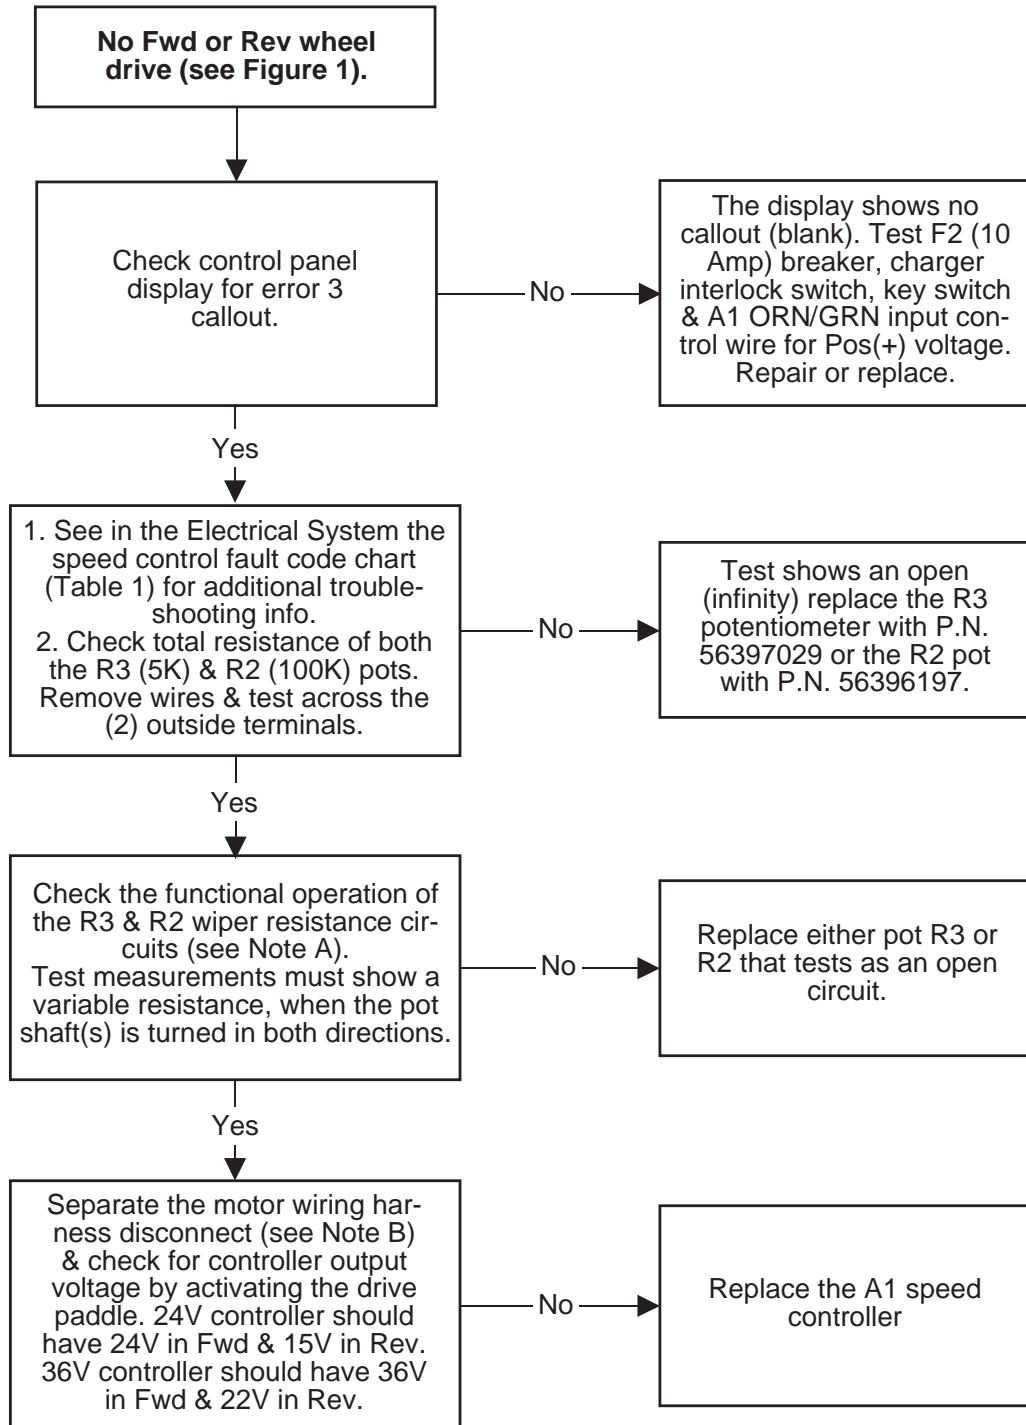 No Fwd or Rev wheel
drive (see Figure 1).
Check control panel
display for error 3
callout.
No
The display shows no
callout (blank). Test F2 (10
Amp) breaker, charger
interlock switch, key switch
& A1 ORN/GRN input con-
trol wire for Pos(+) voltage.
Repair or replace.
Yes
1. See in the Electrical System the
speed control fault code chart
(Table 1) for additional trouble-
shooting info.
2. Check total resistance of both
the R3 (5K) & R2 (100K) pots.
Remove wires & test across the
(2) outside terminals.
No
Test shows an open
(infinity) replace the R3
potentiometer with P.N.
56397029 or the R2 pot
with P.N. 56396197.
Yes
Check the functional operation of
the R3 & R2 wiper resistance cir-
cuits (see Note A).
Test measurements must show a
variable resistance, when the pot
shaft(s) is turned in both directions.
No
Replace either pot R3 or
R2 that tests as an open
circuit.
Yes
Separate the motor wiring har-
ness disconnect (see Note B)
& check for controller output
voltage by activating the drive
paddle. 24V controller should
have 24V in Fwd & 15V in Rev.
36V controller should have 36V
in Fwd & 22V in Rev.
No
Replace the A1 speed
controller